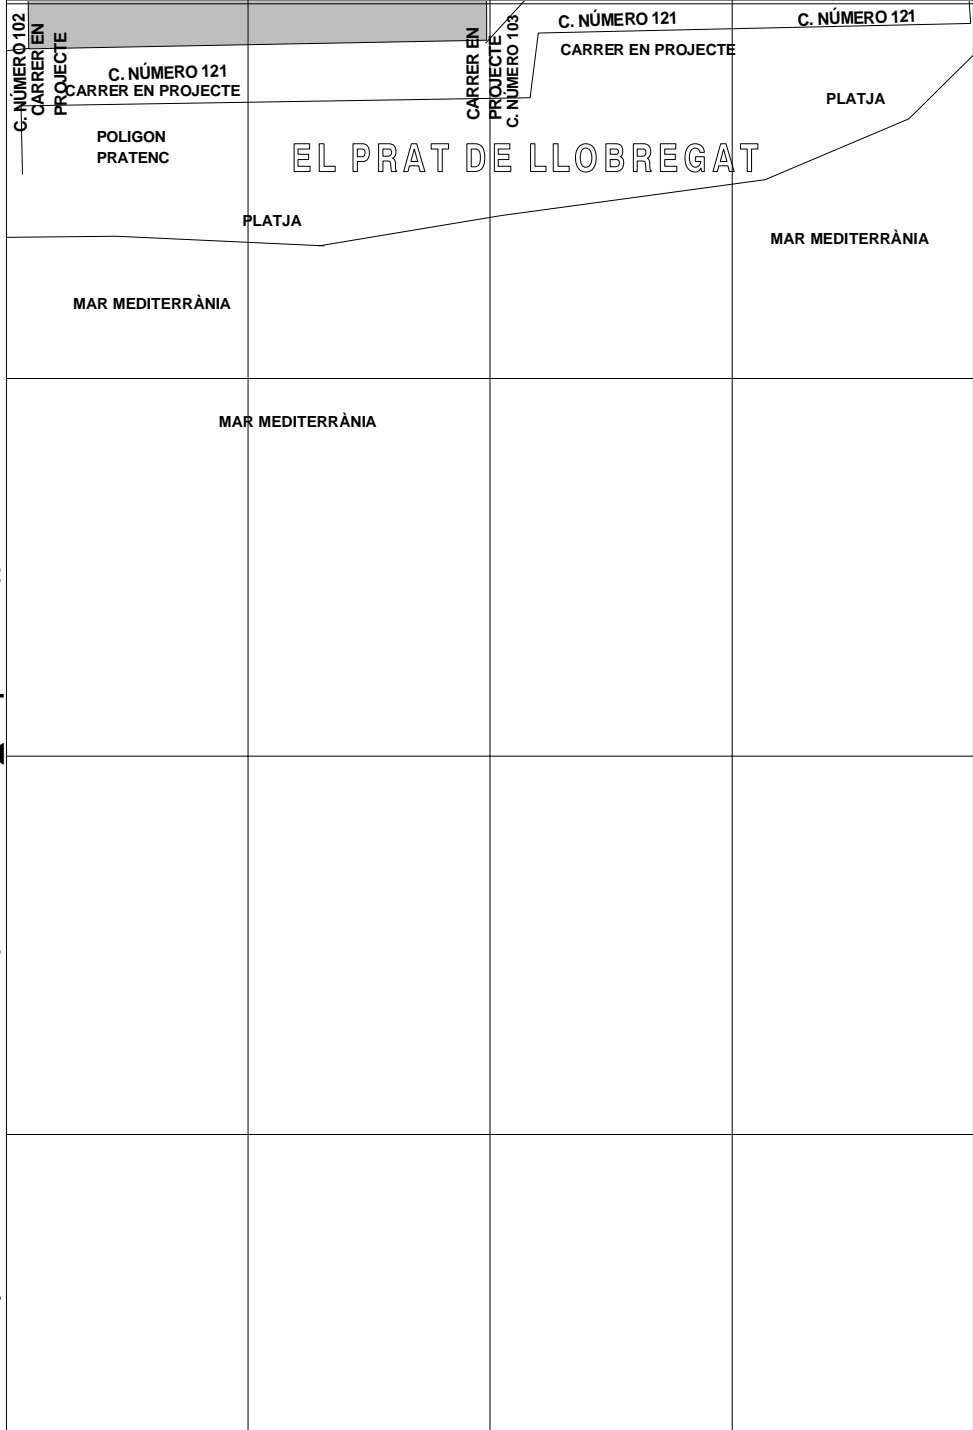 C. NÚMERO 102
CARRER EN
PROJECTE
C. NÚMERO 121
CARRER EN PROJECTE
CARRER EN
PROJECTE
C. NÚMERO 103
C. NÚMERO 121
C. NÚMERO 121
CARRER EN PROJECTE
PLATJA
POLIGON
PRATENC
EL PRAT DE LLOBREGAT
PLATJA
MAR MEDITERRÀNIA
MAR MEDITERRÀNIA
MAR MEDITERRÀNIA